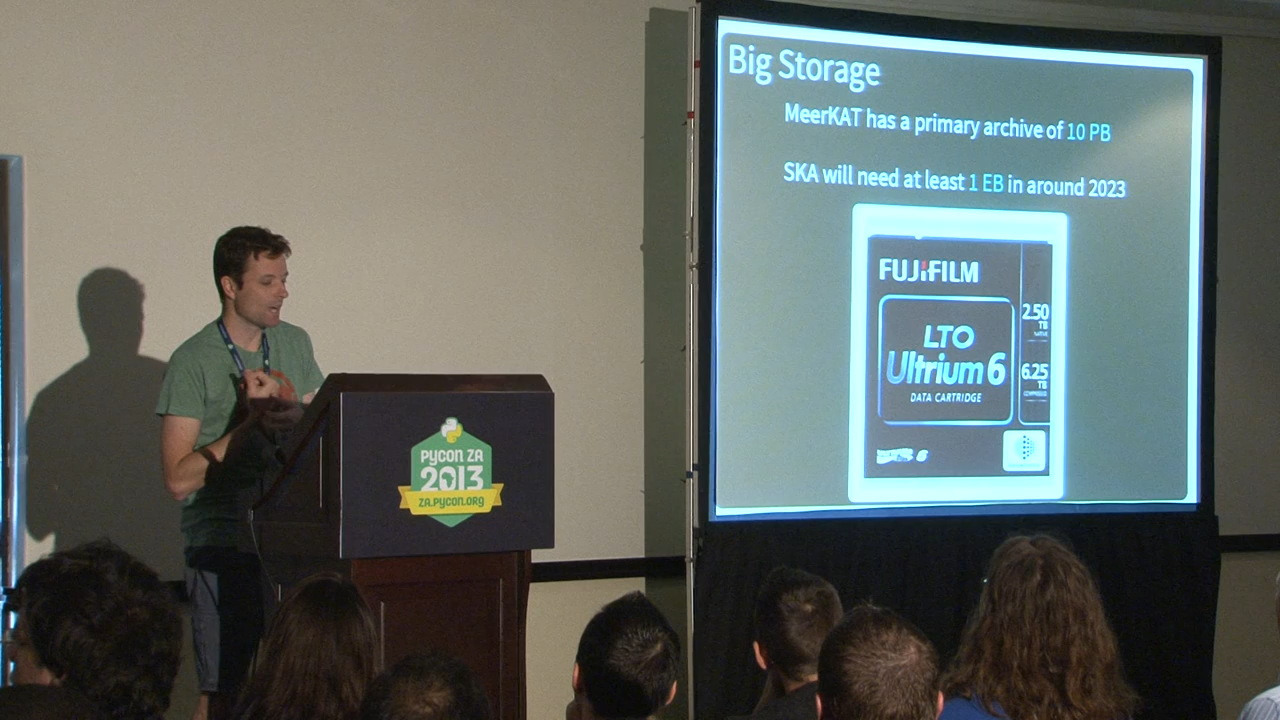 Big Storage
MeerKAT has a primary archive of 10 PB
SKA will need at least 1 EB in around 2023
FUJIFILM
2.50
TB
LTO
Ultrium 6
6.25
TB
DATA CARTRIDGE
6
PYCON ZA
2013
ZA.PYCON.ORG